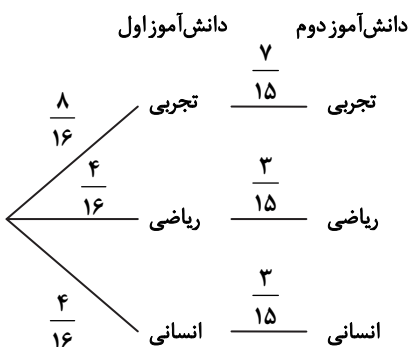 دانش‌آموز دوم دانش‌آموز اول
۸/۱۶ تجربی ۷/۱۵ تجربی
۴/۱۶ ریاضی ۳/۱۵ ریاضی
۴/۱۶ انسانی ۳/۱۵ انسانی